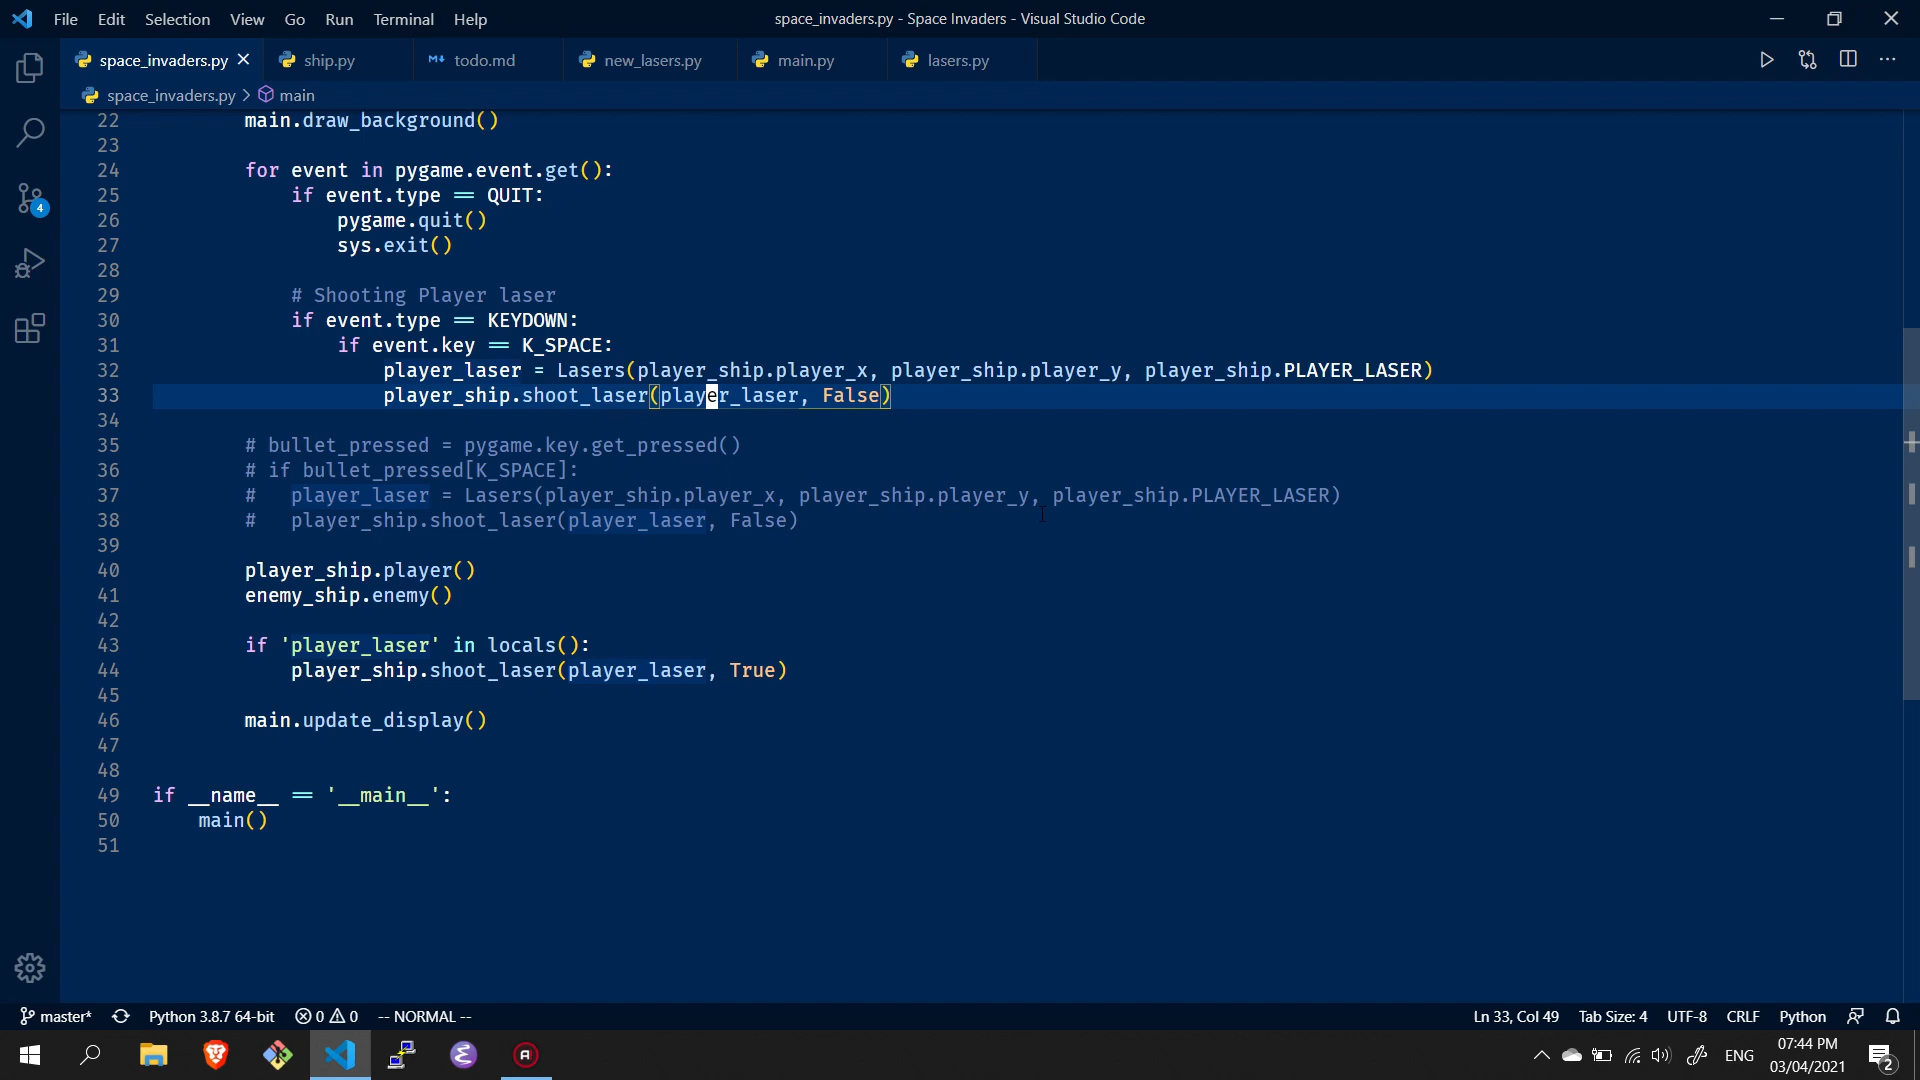 File Edit Selection View Go Run Terminal Help space_invaders.py - Space Invaders - Visual Studio Code
space_invaders.py ship.py todo.md new_lasers.py main.py lasers.py
space_invaders.py > main
22 main.draw_background()
23
24 for event in pygame.event.get():
25 if event.type == QUIT:
26 pygame.quit()
27 sys.exit()
28
29 # Shooting Player laser
30 if event.type == KEYDOWN:
31 if event.key == K_SPACE:
32 player_laser = Lasers(player_ship.player_x, player_ship.player_y, player_ship.PLAYER_LASER)
33 player_ship.shoot_laser(player_laser, False)
34
35 # bullet_pressed = pygame.key.get_pressed()
36 # if bullet_pressed[K_SPACE]:
37 # player_laser = Lasers(player_ship.player_x, player_ship.player_y, player_ship.PLAYER_LASER)
38 # player_ship.shoot_laser(player_laser, False)
39
40 player_ship.player()
41 enemy_ship.enemy()
42
43 if 'player_laser' in locals():
44 player_ship.shoot_laser(player_laser, True)
45
46 main.update_display()
47
48
49 if __name__ == '__main__':
50 main()
51
4
master* Python 3.8.7 64-bit 0 0 -- NORMAL -- Ln 33, Col 49 Tab Size: 4 UTF-8 CRLF Python
ENG 07:44 PM 03/04/2021 2